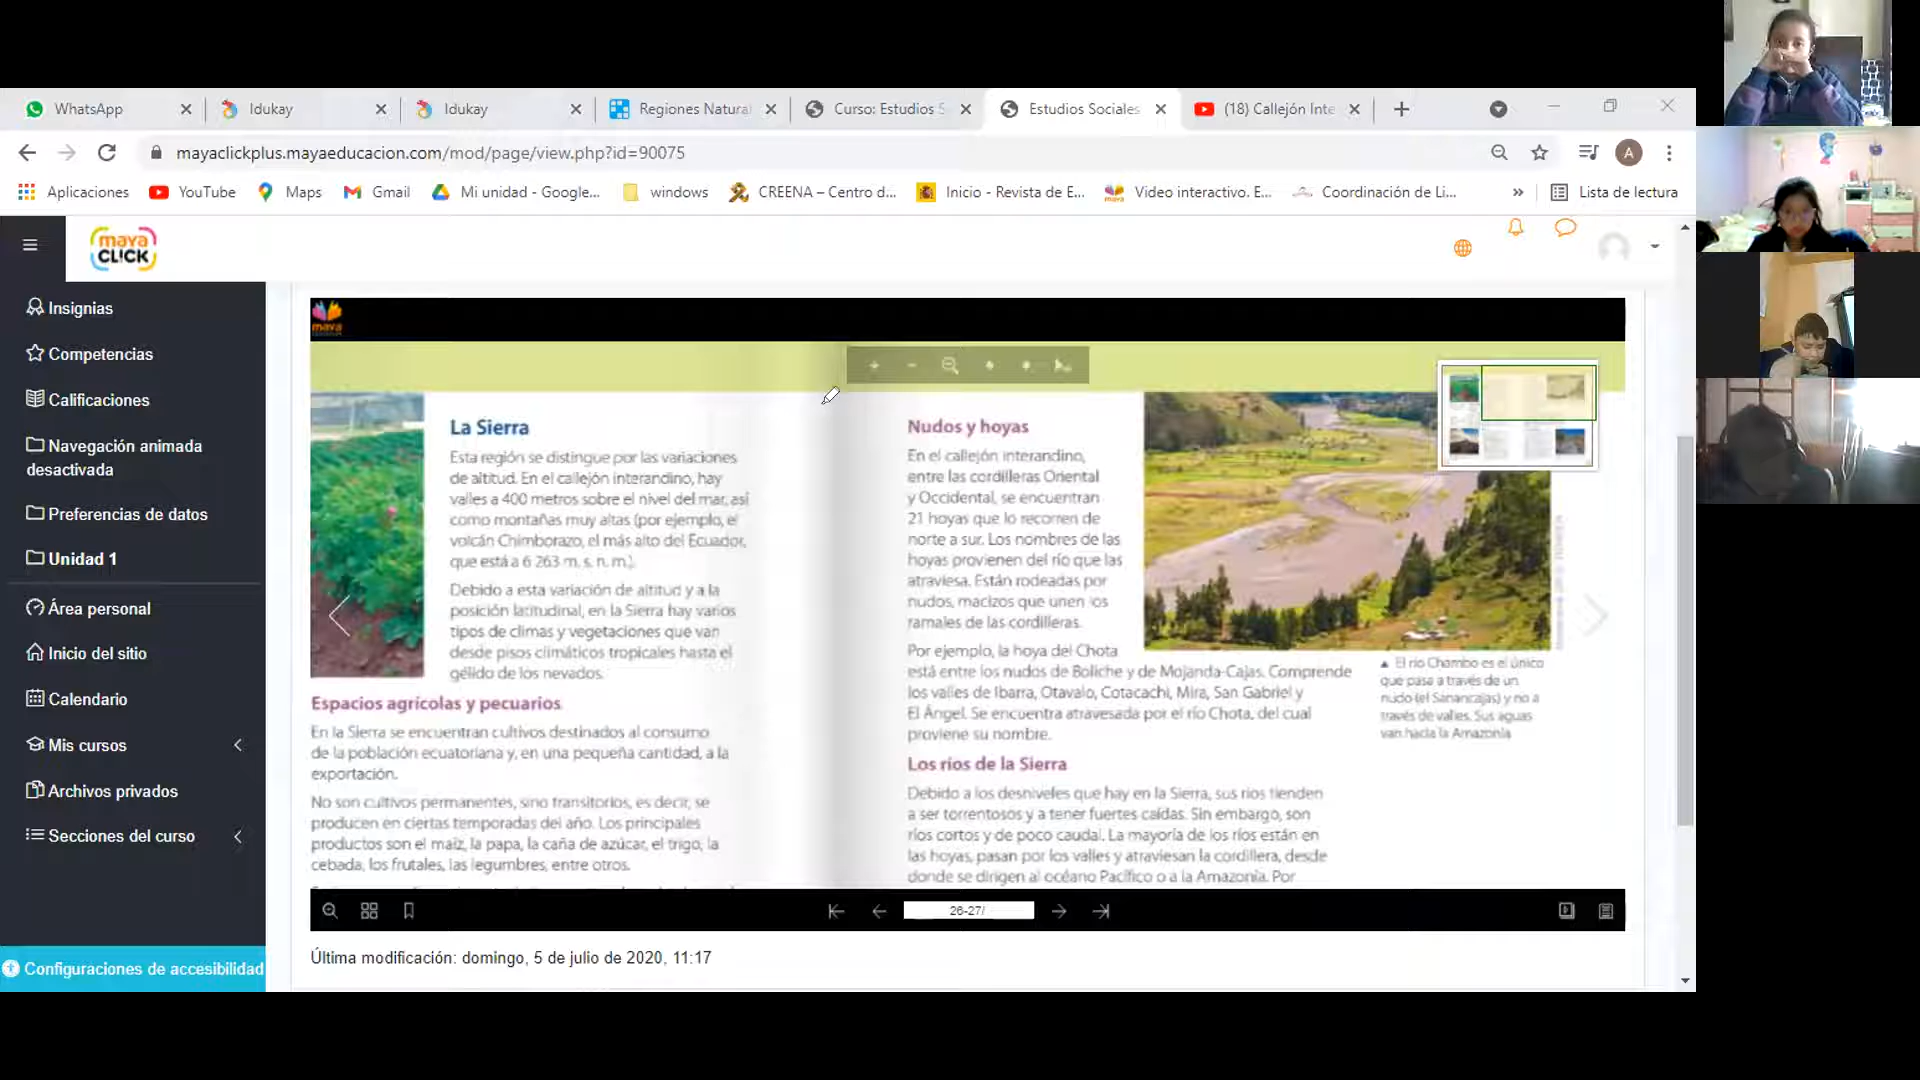 WhatsApp
Idukay
Idukay
Regiones Natura
Curso: Estudios S
Estudios Sociales
(18) Callejón Inte
mayaclickplus.mayaeducacion.com/mod/page/view.php?id=90075
A
Aplicaciones
YouTube
Maps
Gmail
Mi unidad - Google...
windows
CREENA – Centro d...
Inicio - Revista de E...
Video interactivo. E...
Coordinación de Li...
»
Lista de lectura
maya
CLICK
Insignias
Competencias
Calificaciones
Navegación animada
desactivada
Preferencias de datos
Unidad 1
Área personal
Inicio del sitio
Calendario
Mis cursos
Archivos privados
Secciones del curso
Configuraciones de accesibilidad
maya
La Sierra
Esta región se distingue por las variaciones
de altitud. En el callejón interandino, hay
valles a 400 metros sobre el nivel del mar, así
como montañas muy altas (por ejemplo, el
volcán Chimborazo, el más alto del Ecuador,
que está a 6 263 m. s. n. m.).
Debido a esta variación de altitud y a la
posición latitudinal, en la Sierra hay varios
tipos de climas y vegetaciones que van
desde pisos climáticos tropicales hasta el
gélido de los nevados.
Espacios agrícolas y pecuarios
En la Sierra se encuentran cultivos destinados al consumo
de la población ecuatoriana y, en una pequeña cantidad, a la
exportación.
No son cultivos permanentes, sino transitorios, es decir, se
producen en ciertas temporadas del año. Los principales
productos son el maíz, la papa, la caña de azúcar, el trigo, la
cebada, los frutales, las legumbres, entre otros.
Nudos y hoyas
En el callejón interandino,
entre las cordilleras Oriental
y Occidental, se encuentran
21 hoyas que lo recorren de
norte a sur. Los nombres de las
hoyas provienen del río que las
atraviesa. Están rodeadas por
nudos, macizos que unen los
ramales de las cordilleras.
Por ejemplo, la hoya del Chota
está entre los nudos de Boliche y de Mojanda-Cajas. Comprende
los valles de Ibarra, Otavalo, Cotacachi, Mira, San Gabriel y
El Ángel. Se encuentra atravesada por el río Chota, del cual
proviene su nombre.
▲ El río Chambo es el único
que pasa a través de un
nudo (el Sanancajas) y no a
través de valles. Sus aguas
van hacia la Amazonía
Los ríos de la Sierra
Debido a los desniveles que hay en la Sierra, sus ríos tienden
a ser torrentosos y a tener fuertes caídas. Sin embargo, son
ríos cortos y de poco caudal. La mayoría de los ríos están en
las hoyas, pasan por los valles y atraviesan la cordillera, desde
donde se dirigen al océano Pacífico o a la Amazonía. Por
26-27/
Última modificación: domingo, 5 de julio de 2020, 11:17